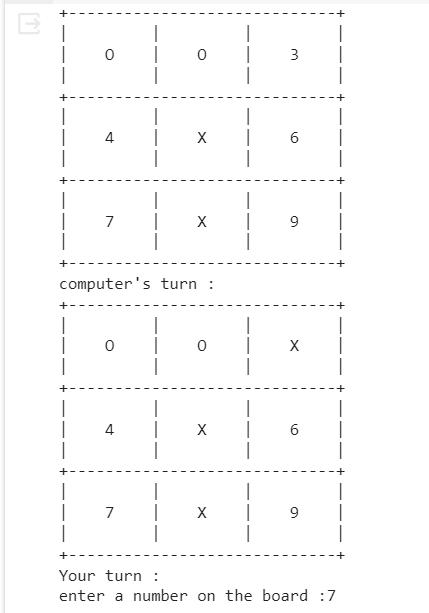 +-----------------------------+
|         |         |         |
|    O    |    O    |    3    |
|         |         |         |
+-----------------------------+
|         |         |         |
|    4    |    X    |    6    |
|         |         |         |
+-----------------------------+
|         |         |         |
|    7    |    X    |    9    |
|         |         |         |
+-----------------------------+
computer's turn :
+-----------------------------+
|         |         |         |
|    O    |    O    |    X    |
|         |         |         |
+-----------------------------+
|         |         |         |
|    4    |    X    |    6    |
|         |         |         |
+-----------------------------+
|         |         |         |
|    7    |    X    |    9    |
|         |         |         |
+-----------------------------+
Your turn :
enter a number on the board :7